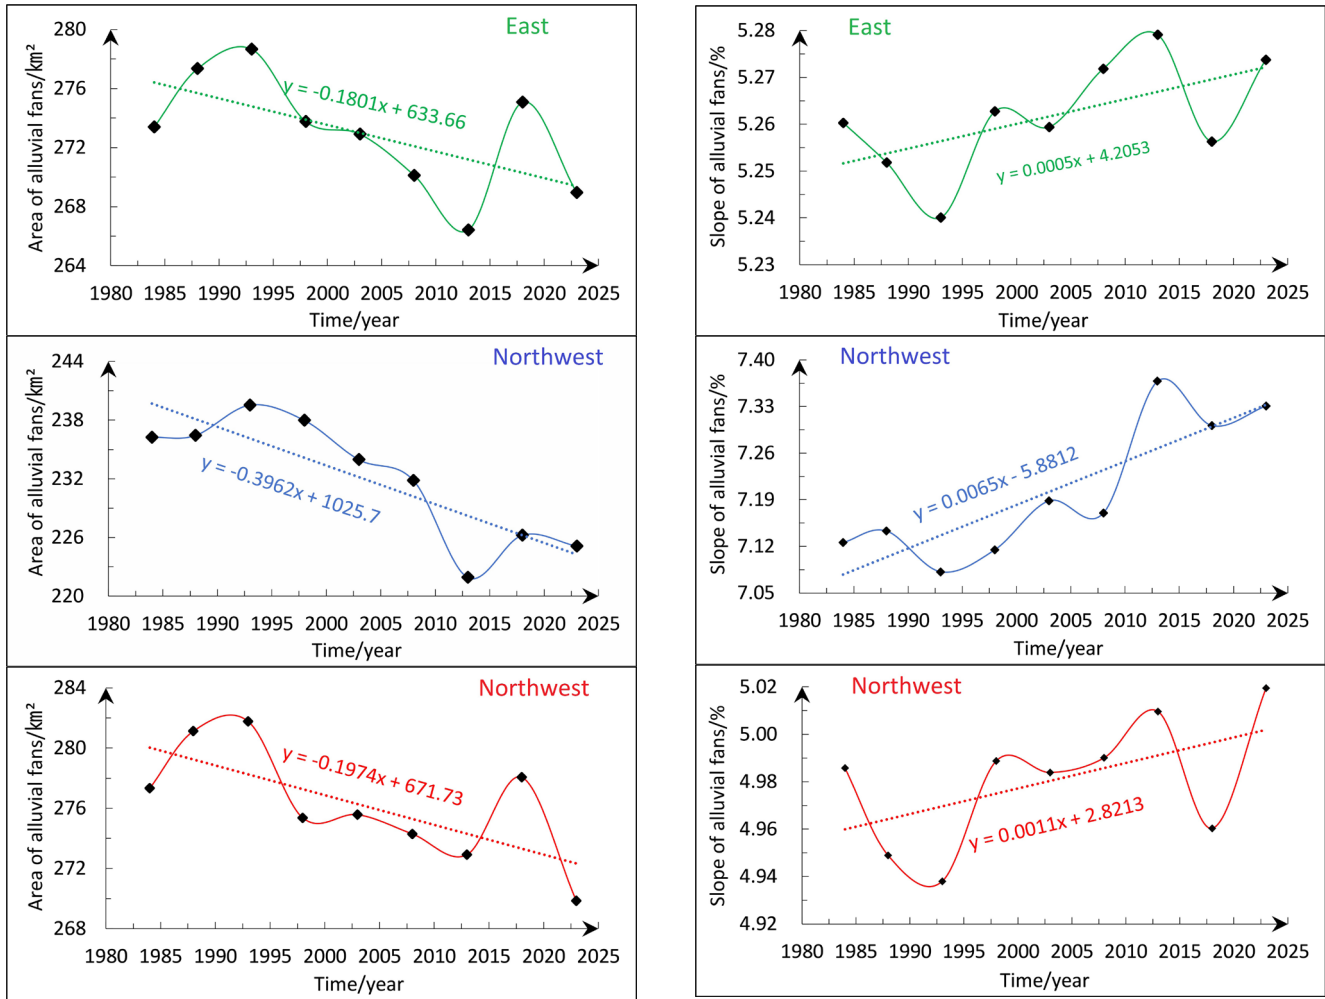 East
Area of alluvial fans/km²
280
276
272
268
264
y = -0.1801x + 633.66
1980 1985 1990 1995 2000 2005 2010 2015 2020 2025
Time/year
East
Slope of alluvial fans/%
5.28
5.27
5.26
5.25
5.24
5.23
y = 0.0005x + 4.2053
1980 1985 1990 1995 2000 2005 2010 2015 2020 2025
Time/year
Northwest
Area of alluvial fans/km²
244
238
232
226
220
y = -0.3962x + 1025.7
1980 1985 1990 1995 2000 2005 2010 2015 2020 2025
Time/year
Northwest
Slope of alluvial fans/%
7.40
7.33
7.26
7.19
7.12
7.05
y = 0.0065x - 5.8812
1980 1985 1990 1995 2000 2005 2010 2015 2020 2025
Time/year
Northwest
Area of alluvial fans/km²
284
280
276
272
268
y = -0.1974x + 671.73
1980 1985 1990 1995 2000 2005 2010 2015 2020 2025
Time/year
Northwest
Slope of alluvial fans/%
5.02
5.00
4.98
4.96
4.94
4.92
y = 0.0011x + 2.8213
1980 1985 1990 1995 2000 2005 2010 2015 2020 2025
Time/year